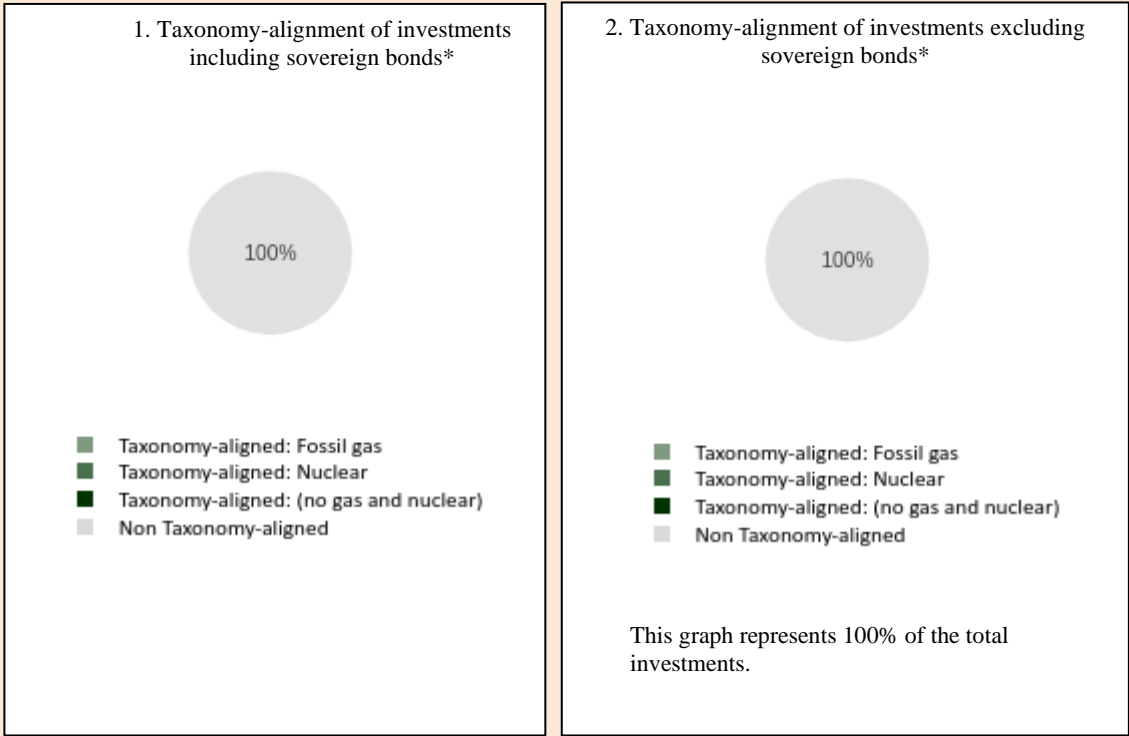 1. Taxonomy-alignment of investments
including sovereign bonds*
100%
Taxonomy-aligned: Fossil gas
Taxonomy-aligned: Nuclear
Taxonomy-aligned: (no gas and nuclear)
Non Taxonomy-aligned
2. Taxonomy-alignment of investments excluding
sovereign bonds*
100%
Taxonomy-aligned: Fossil gas
Taxonomy-aligned: Nuclear
Taxonomy-aligned: (no gas and nuclear)
Non Taxonomy-aligned
This graph represents 100% of the total
investments.